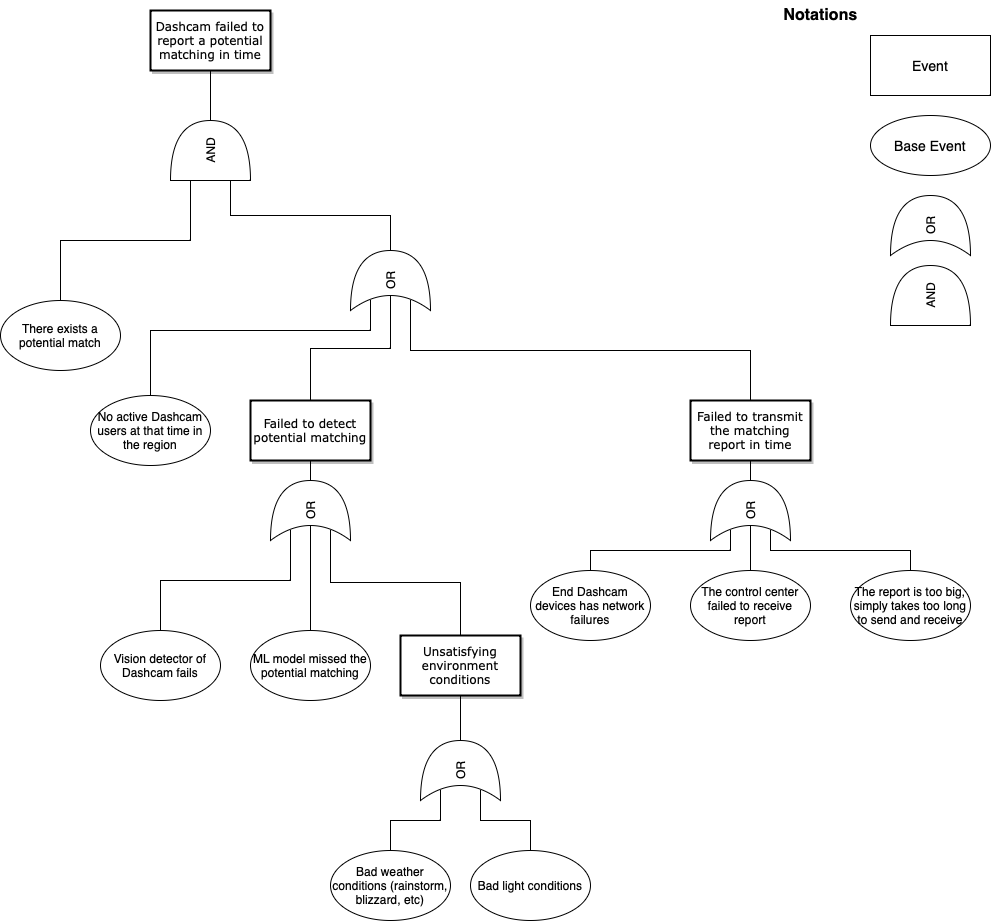 Dashcam failed to
report a potential
matching in time
Notations
Event
Base Event
OR
AND
AND
OR
There exists a
potential match
No active Dashcam
users at that time in
the region
Failed to detect
potential matching
Failed to transmit
the matching
report in time
OR
OR
Vision detector of
Dashcam fails
ML model missed the
potential matching
Unsatisfying
environment
conditions
End Dashcam
devices has network
failures
The control center
failed to receive
report
The report is too big,
simply takes too long
to send and receive
OR
Bad weather
conditions (rainstorm,
blizzard, etc)
Bad light conditions